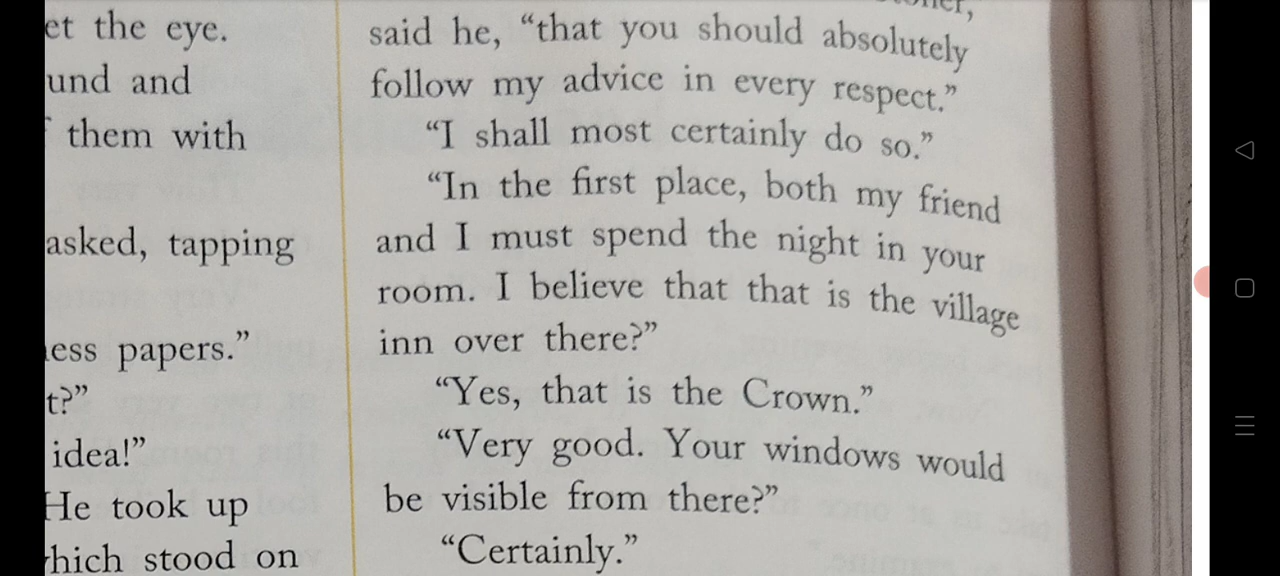 et the eye.
und and
them with
asked, tapping
ess papers.”
t?”
idea!”
He took up
hich stood on
said he, “that you should absolutely
follow my advice in every respect.”
“I shall most certainly do so.”
“In the first place, both my friend
and I must spend the night in your
room. I believe that that is the village
inn over there?”
“Yes, that is the Crown.”
“Very good. Your windows would
be visible from there?”
“Certainly.”